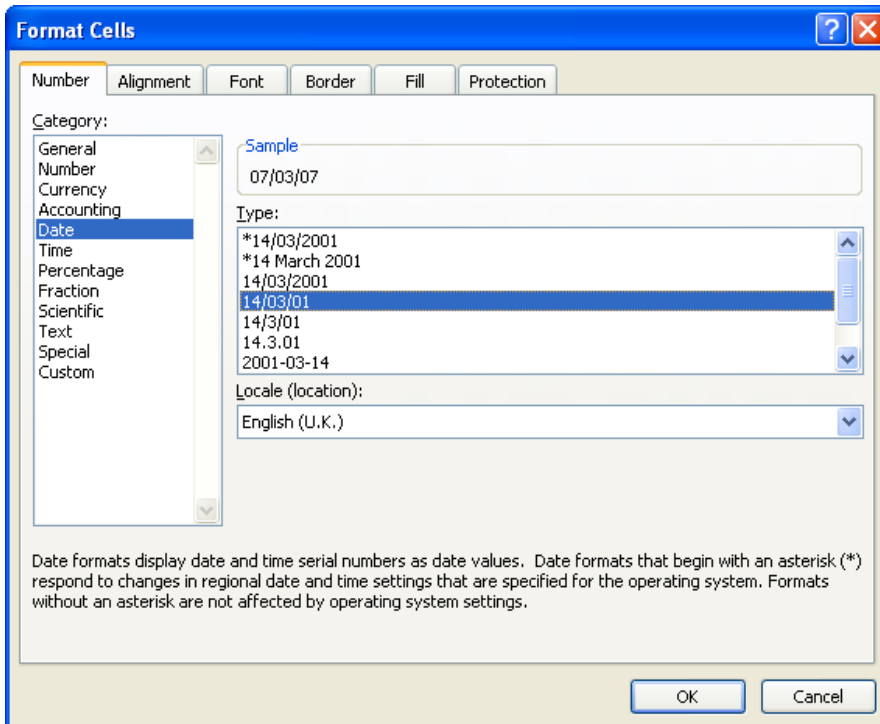 Format Cells
Number Alignment Font Border Fill Protection
Category:
General
Number
Currency
Accounting
Date
Time
Percentage
Fraction
Scientific
Text
Special
Custom
Sample
07/03/07
Type:
*14/03/2001
*14 March 2001
14/03/2001
14/03/01
14/3/01
14.3.01
2001-03-14
Locale (location):
English (U.K.)
Date formats display date and time serial numbers as date values. Date formats that begin with an asterisk (*)
respond to changes in regional date and time settings that are specified for the operating system. Formats
without an asterisk are not affected by operating system settings.
OK Cancel